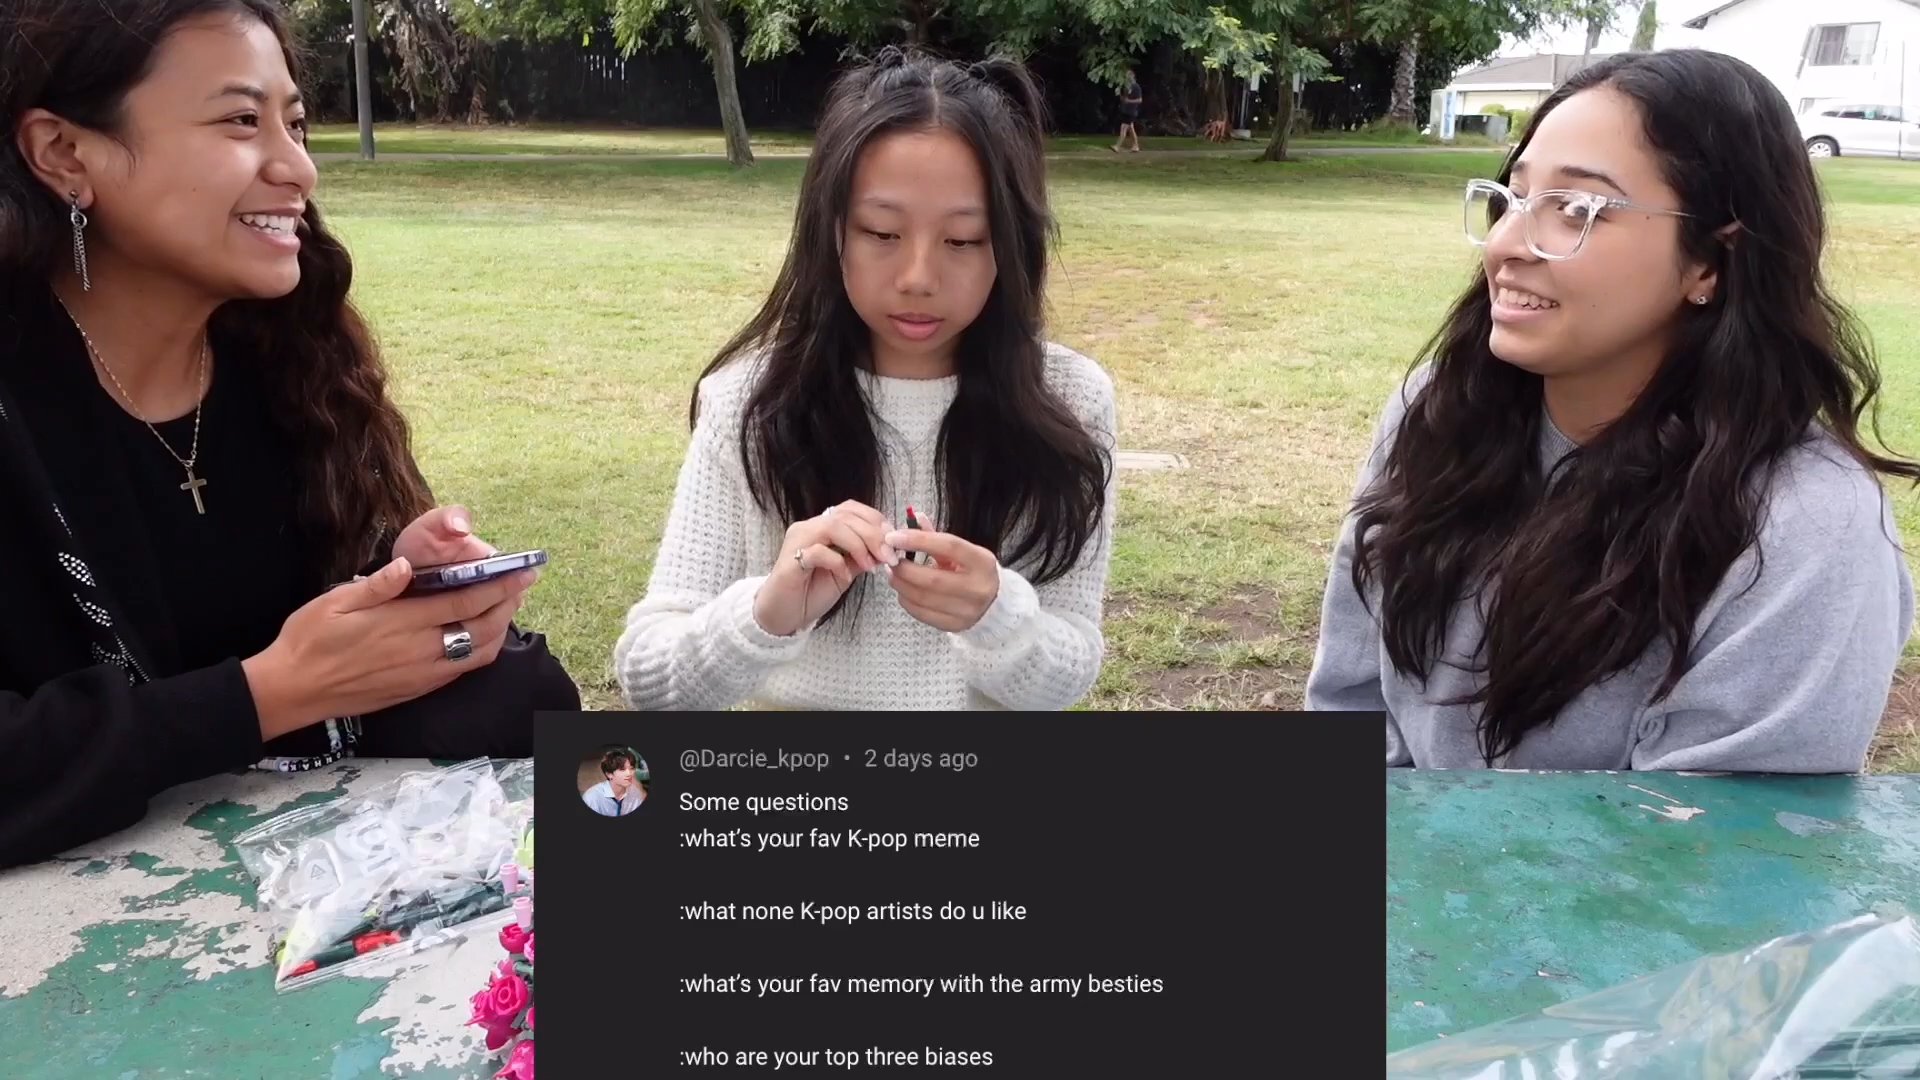 @Darcie_kpop • 2 days ago
Some questions
:what’s your fav K-pop meme
:what none K-pop artists do u like
:what’s your fav memory with the army besties
:who are your top three biases